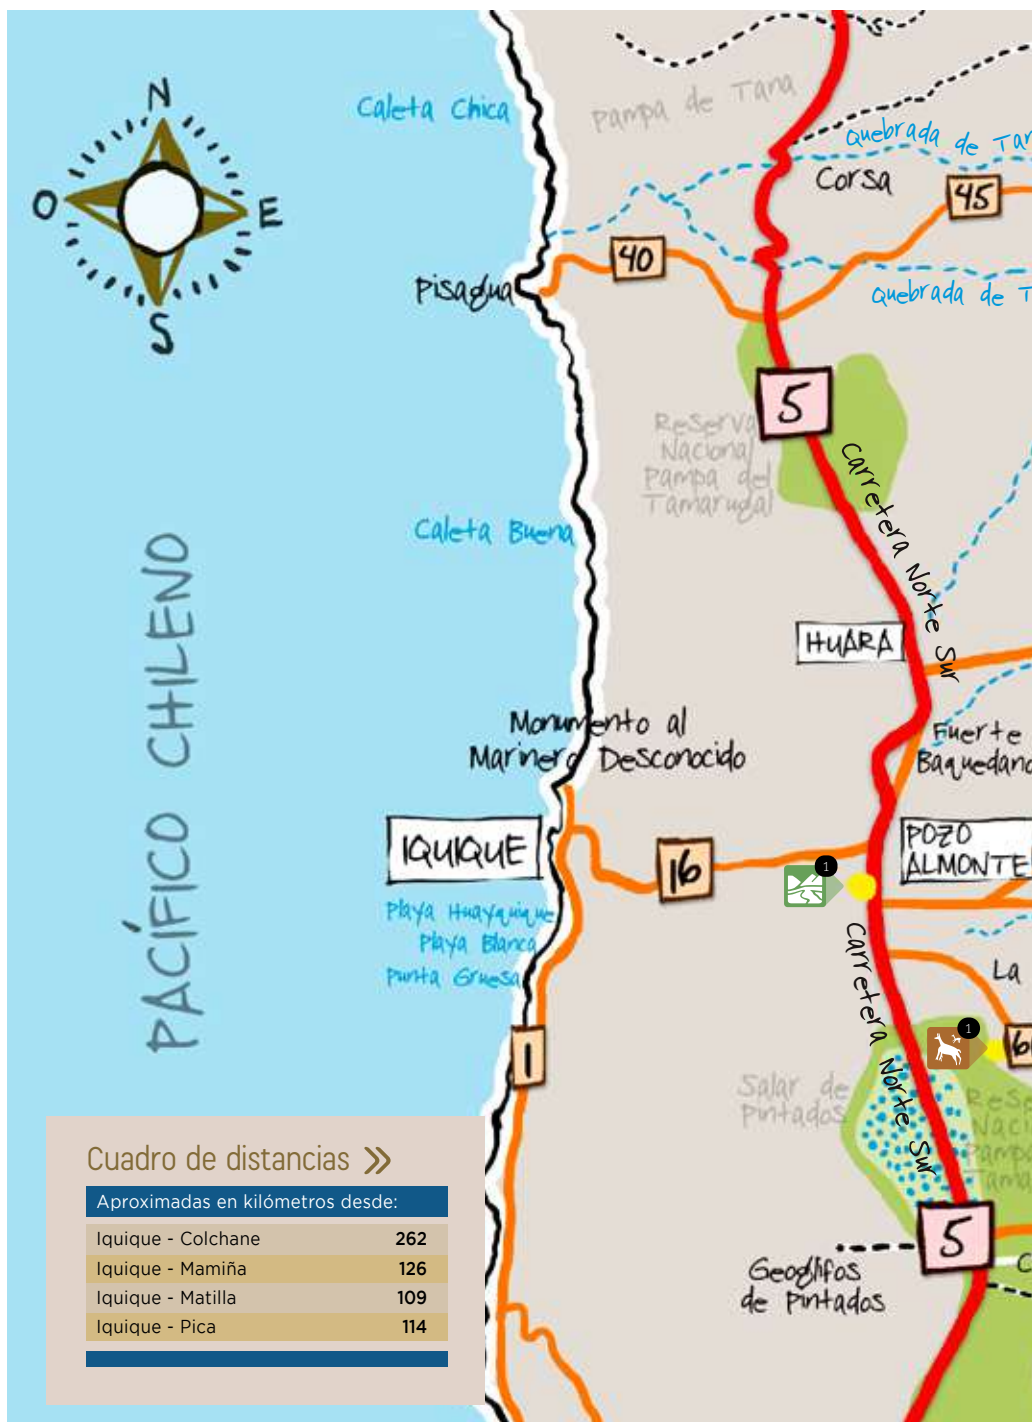 N
O
E
S
Caleta Chica
Pampa de Tana
Quebrada de
Corsa
45
40
Pisagua
Quebrada de
5
Reserva
Nacional
Pampa del
Tamarugal
Carretera Norte Sur
Caleta Buena
PACÍFICO CHILENO
HUARA
Monumento al
Marinero Desconocido
Fuerte
Baquedano
IQUIQUE
16
POZO
ALMONTE
1
Playa Huayquique
Playa Blanca
Punta Gruesa
Carretera Norte Sur
La
1
1
Salar de
Pintados
5
Geoglifos
de Pintados
Cuadro de distancias
Aproximadas en kilómetros desde:
Iquique - Colchane 262
Iquique - Mamiña 126
Iquique - Matilla 109
Iquique - Pica 114